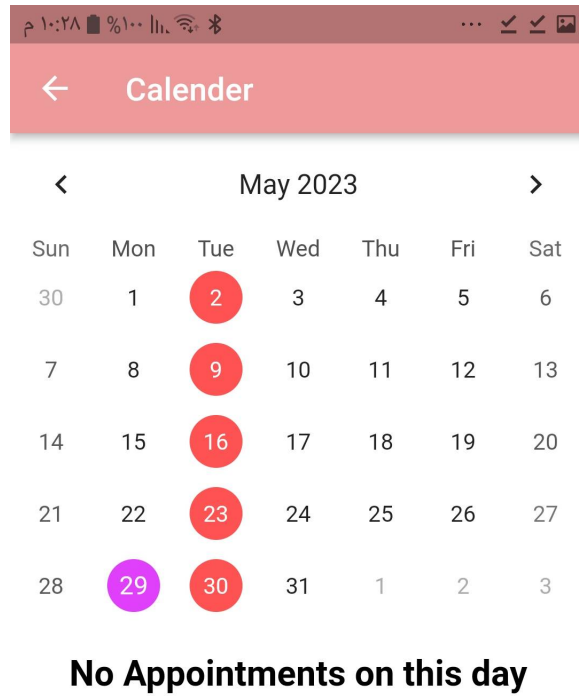 ١٠:٢٨ م %١٠٠
Calender
May 2023
Sun Mon Tue Wed Thu Fri Sat
30 1 2 3 4 5 6
7 8 9 10 11 12 13
14 15 16 17 18 19 20
21 22 23 24 25 26 27
28 29 30 31 1 2 3
No Appointments on this day